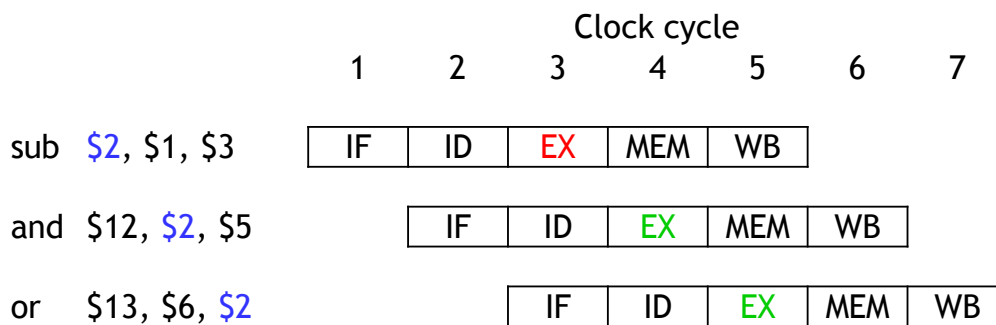 Clock cycle
1 2 3 4 5 6 7
sub $2, $1, $3 IF ID EX MEM WB
and $12, $2, $5 IF ID EX MEM WB
or $13, $6, $2 IF ID EX MEM WB